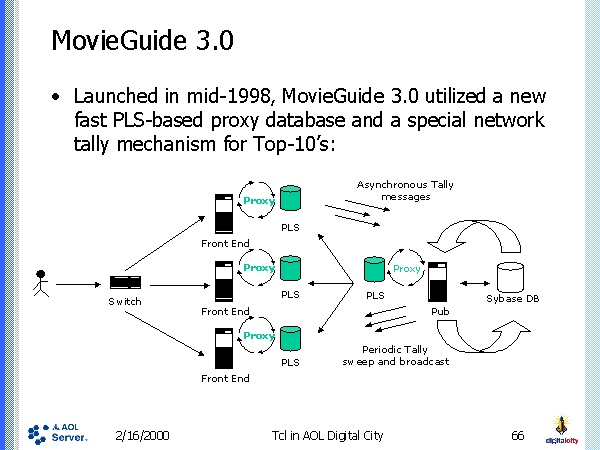 MovieGuide 3.0
• Launched in mid-1998, MovieGuide 3.0 utilized a new
fast PLS-based proxy database and a special network
tally mechanism for Top-10's:
Asynchronous Tally
messages
Proxy
PLS
Front End
Proxy
PLS
Front End
Proxy
PLS
Front End
Switch
Proxy
PLS
Pub
Sybase DB
Periodic Tally
sweep and broadcast
AOL
Server.
2/16/2000
Tcl in AOL Digital City
66
digitalcity